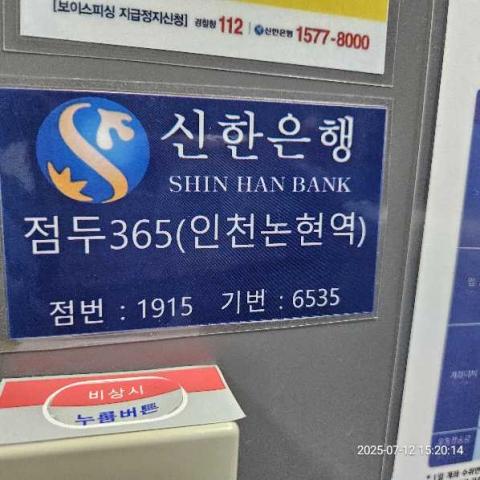 [보이스피싱 지급정지신청] 경찰청 112 | 신한은행 1577-8000
신한은행
SHIN HAN BANK
점두365(인천논현역)
점번 : 1915 기번 : 6535
비상시
누름버튼
2025-07-12 15:20:14